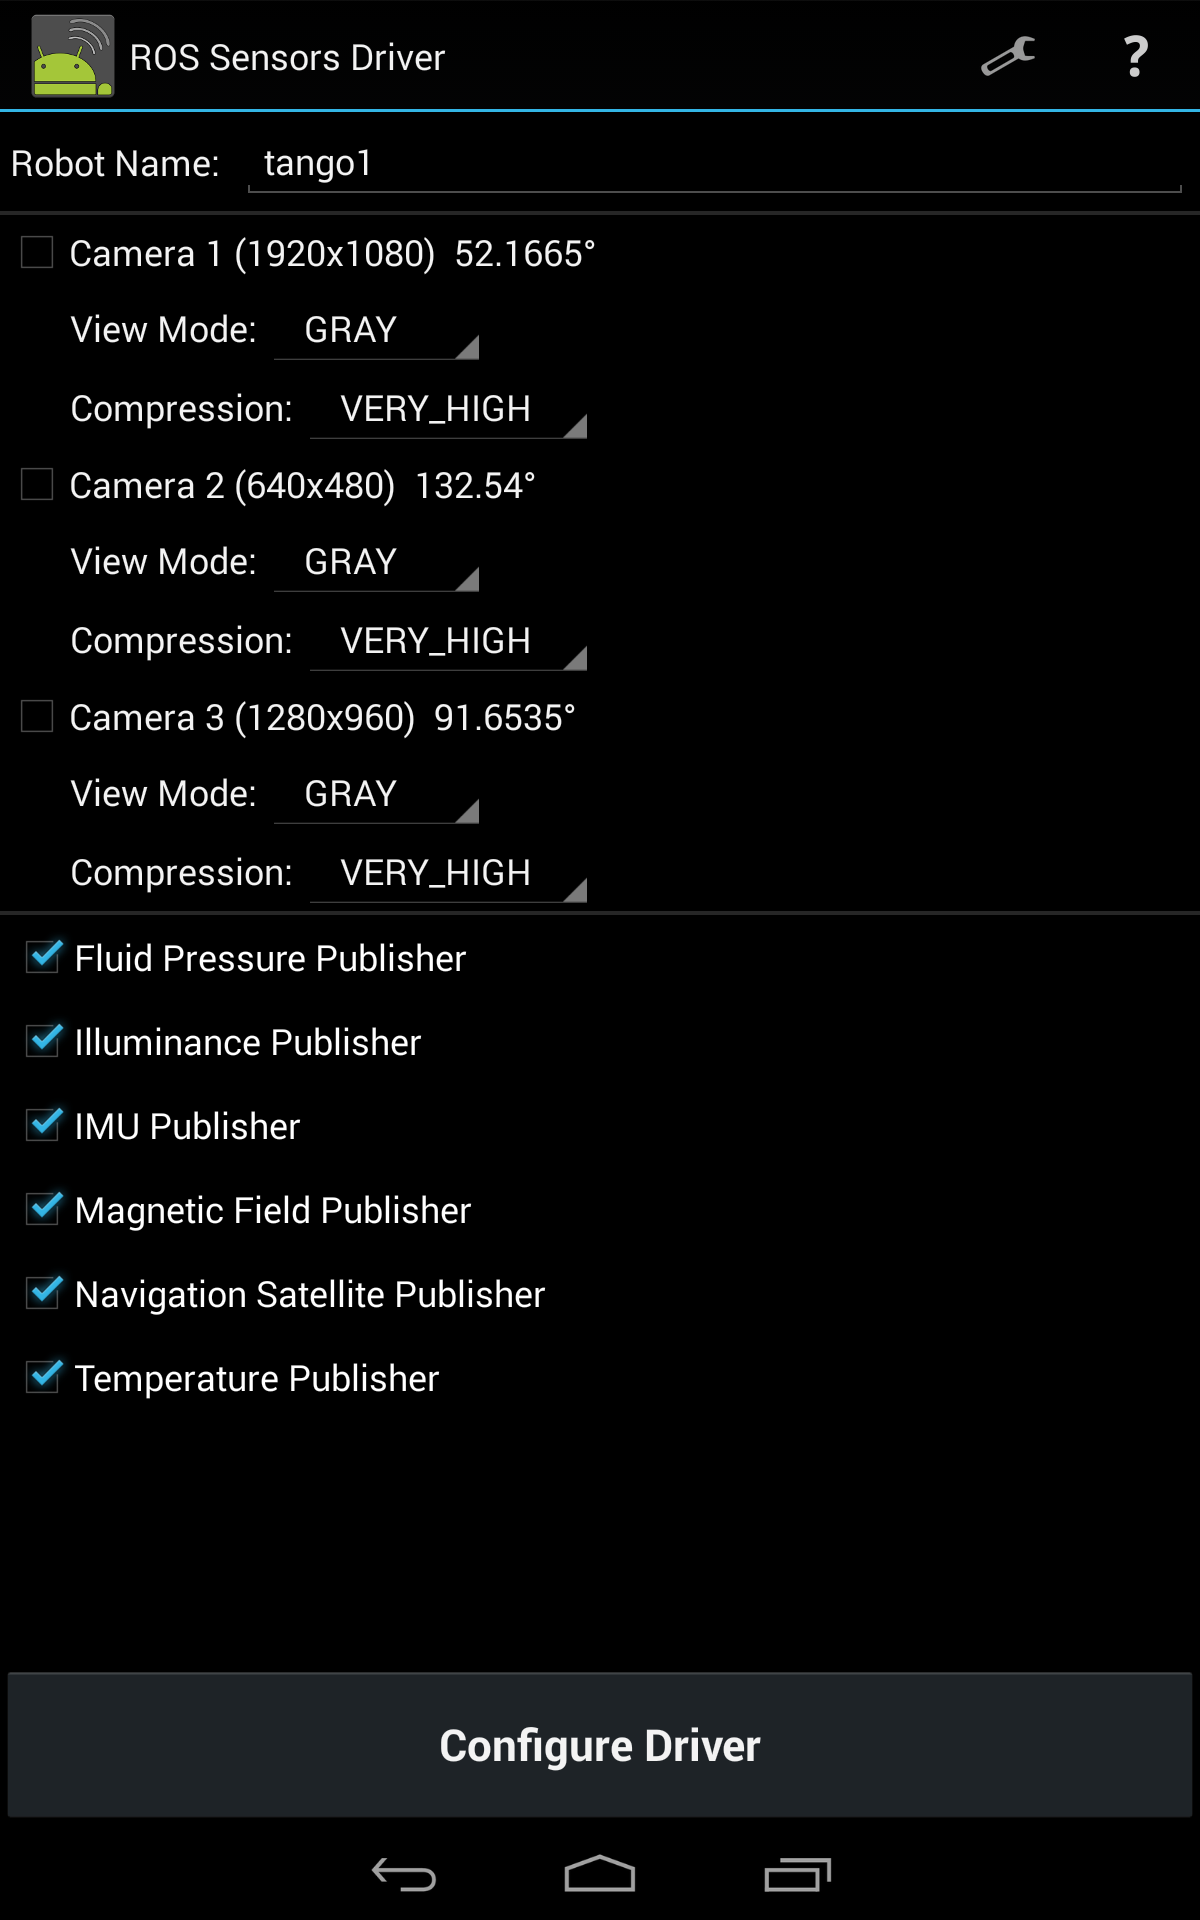 ROS Sensors Driver
?
Robot Name: tango1
Camera 1 (1920x1080) 52.1665°
View Mode: GRAY
Compression: VERY_HIGH
Camera 2 (640x480) 132.54°
View Mode: GRAY
Compression: VERY_HIGH
Camera 3 (1280x960) 91.6535°
View Mode: GRAY
Compression: VERY_HIGH
Fluid Pressure Publisher
Illuminance Publisher
IMU Publisher
Magnetic Field Publisher
Navigation Satellite Publisher
Temperature Publisher
Configure Driver